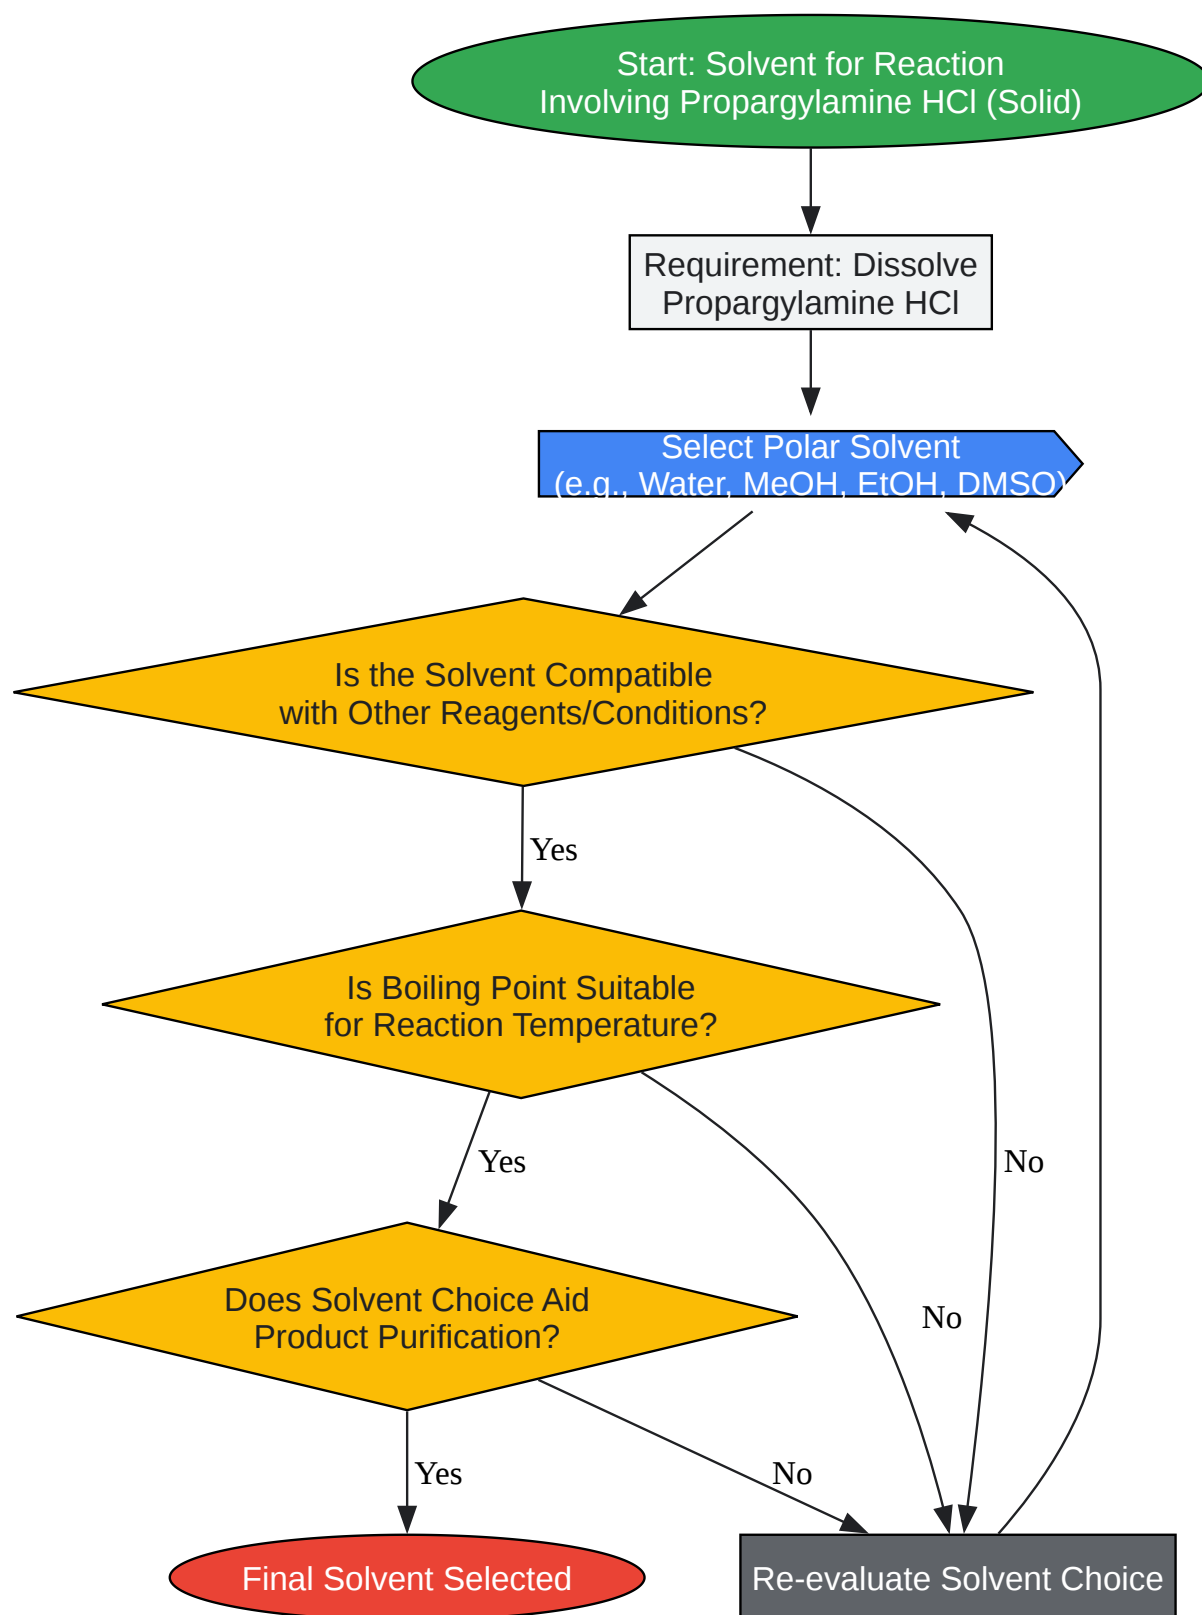 Start: Solvent for Reaction
Involving Propargylamine HCl (Solid)
Requirement: Dissolve
Propargylamine HCl
Select Polar Solvent
(e.g., Water, MeOH, EtOH, DMSO)
Is the Solvent Compatible
with Other Reagents/Conditions?
Yes
Is Boiling Point Suitable
for Reaction Temperature?
Yes
No
Does Solvent Choice Aid
Product Purification?
No
Yes
No
Final Solvent Selected
Re-evaluate Solvent Choice